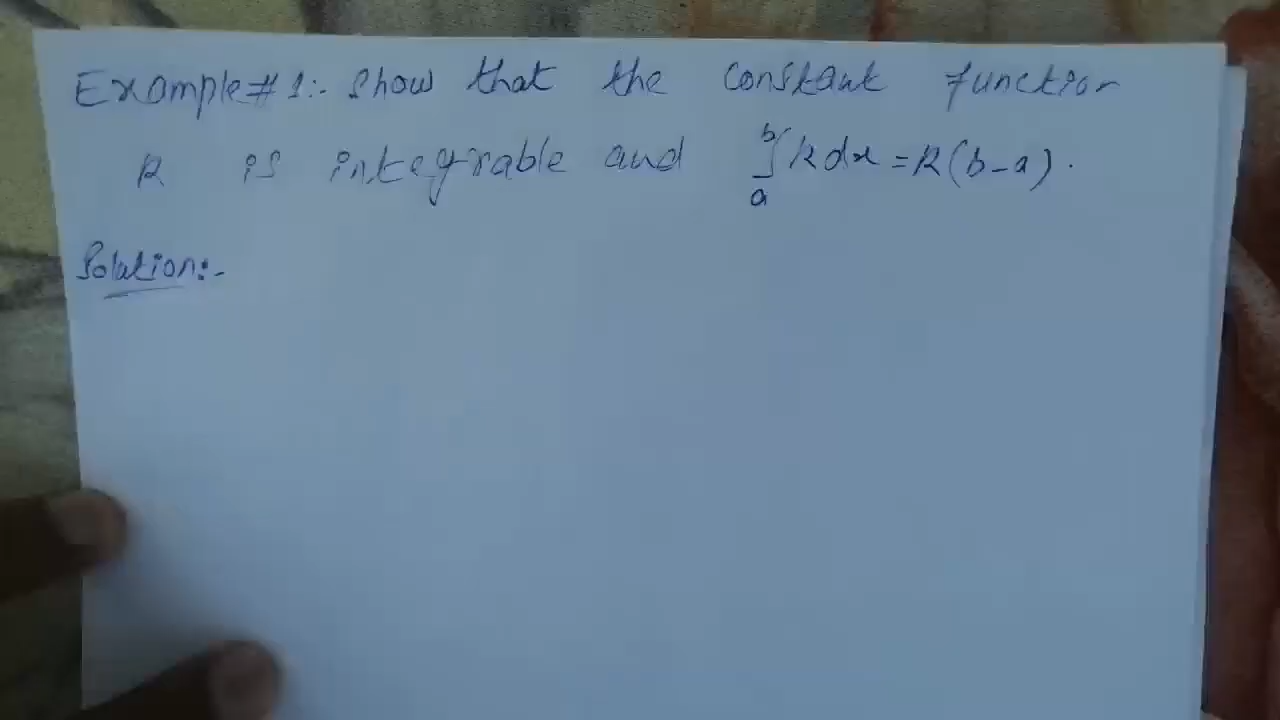 Example#1:- Show that the constant function
k is integrable and ∫ₐᵇ k dx = k(b-a).
Solution:-